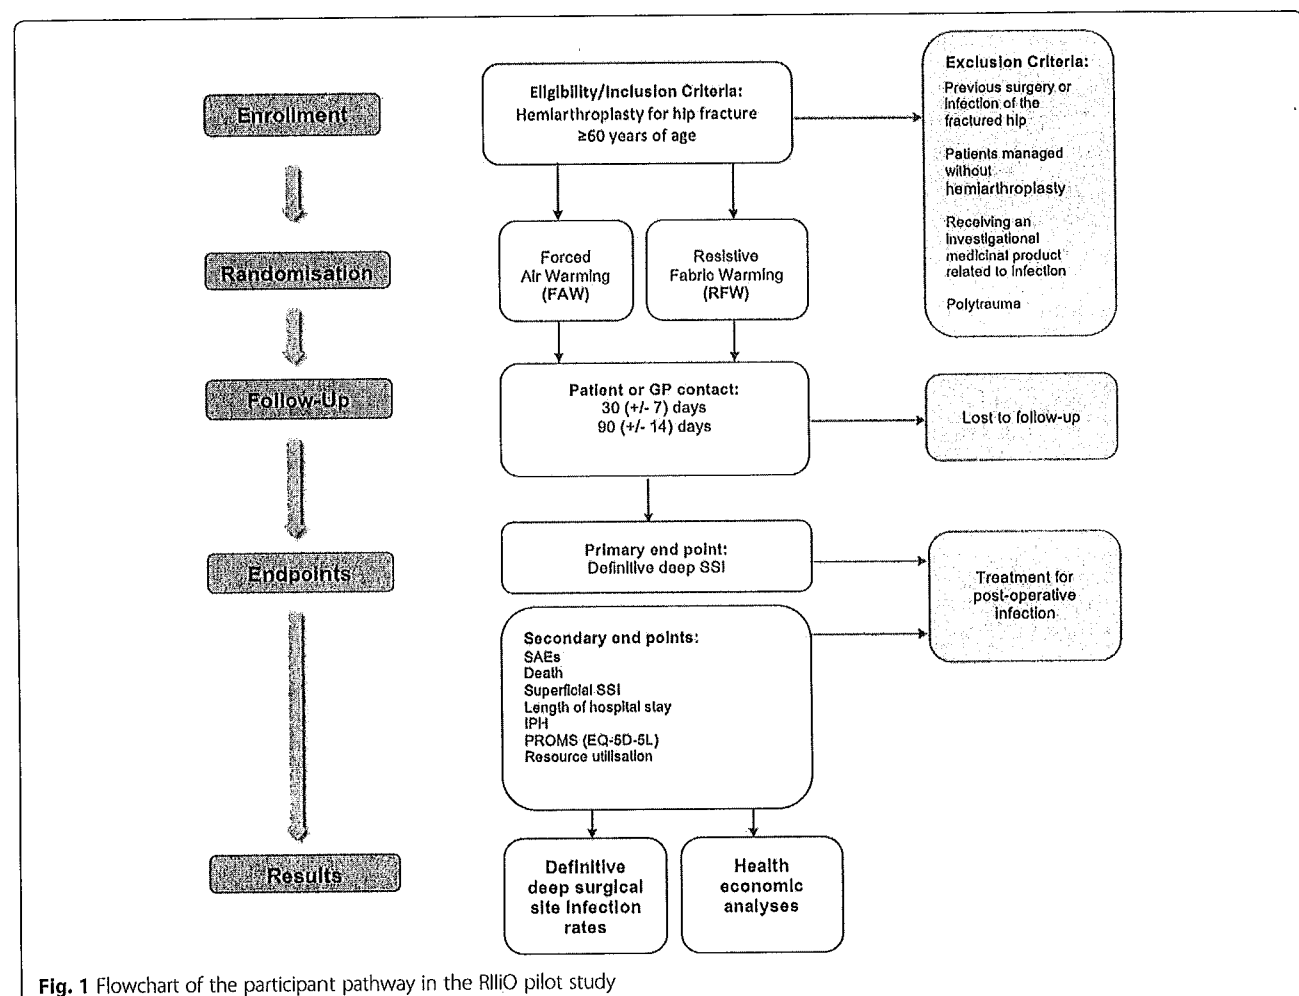 Enrollment
Eligibility/Inclusion Criteria:
Hemiarthroplasty for hip fracture
≥60 years of age
Exclusion Criteria:
Previous surgery or
infection of the
fractured hip
Patients managed
without
hemiarthroplasty
Receiving an
investigational
medicinal product
related to infection
Polytrauma
Randomisation
Forced
Air Warming
(FAW)
Resistive
Fabric Warming
(RFW)
Follow-Up
Patient or GP contact:
30 (+/- 7) days
90 (+/- 14) days
Lost to follow-up
Endpoints
Primary end point:
Definitive deep SSI
Treatment for
post-operative
infection
Secondary end points:
SAEs
Death
Superficial SSI
Length of hospital stay
IPH
PROMS (EQ-5D-5L)
Resource utilisation
Results
Definitive
deep surgical
site infection
rates
Health
economic
analyses
Fig. 1 Flowchart of the participant pathway in the RIIiO pilot study